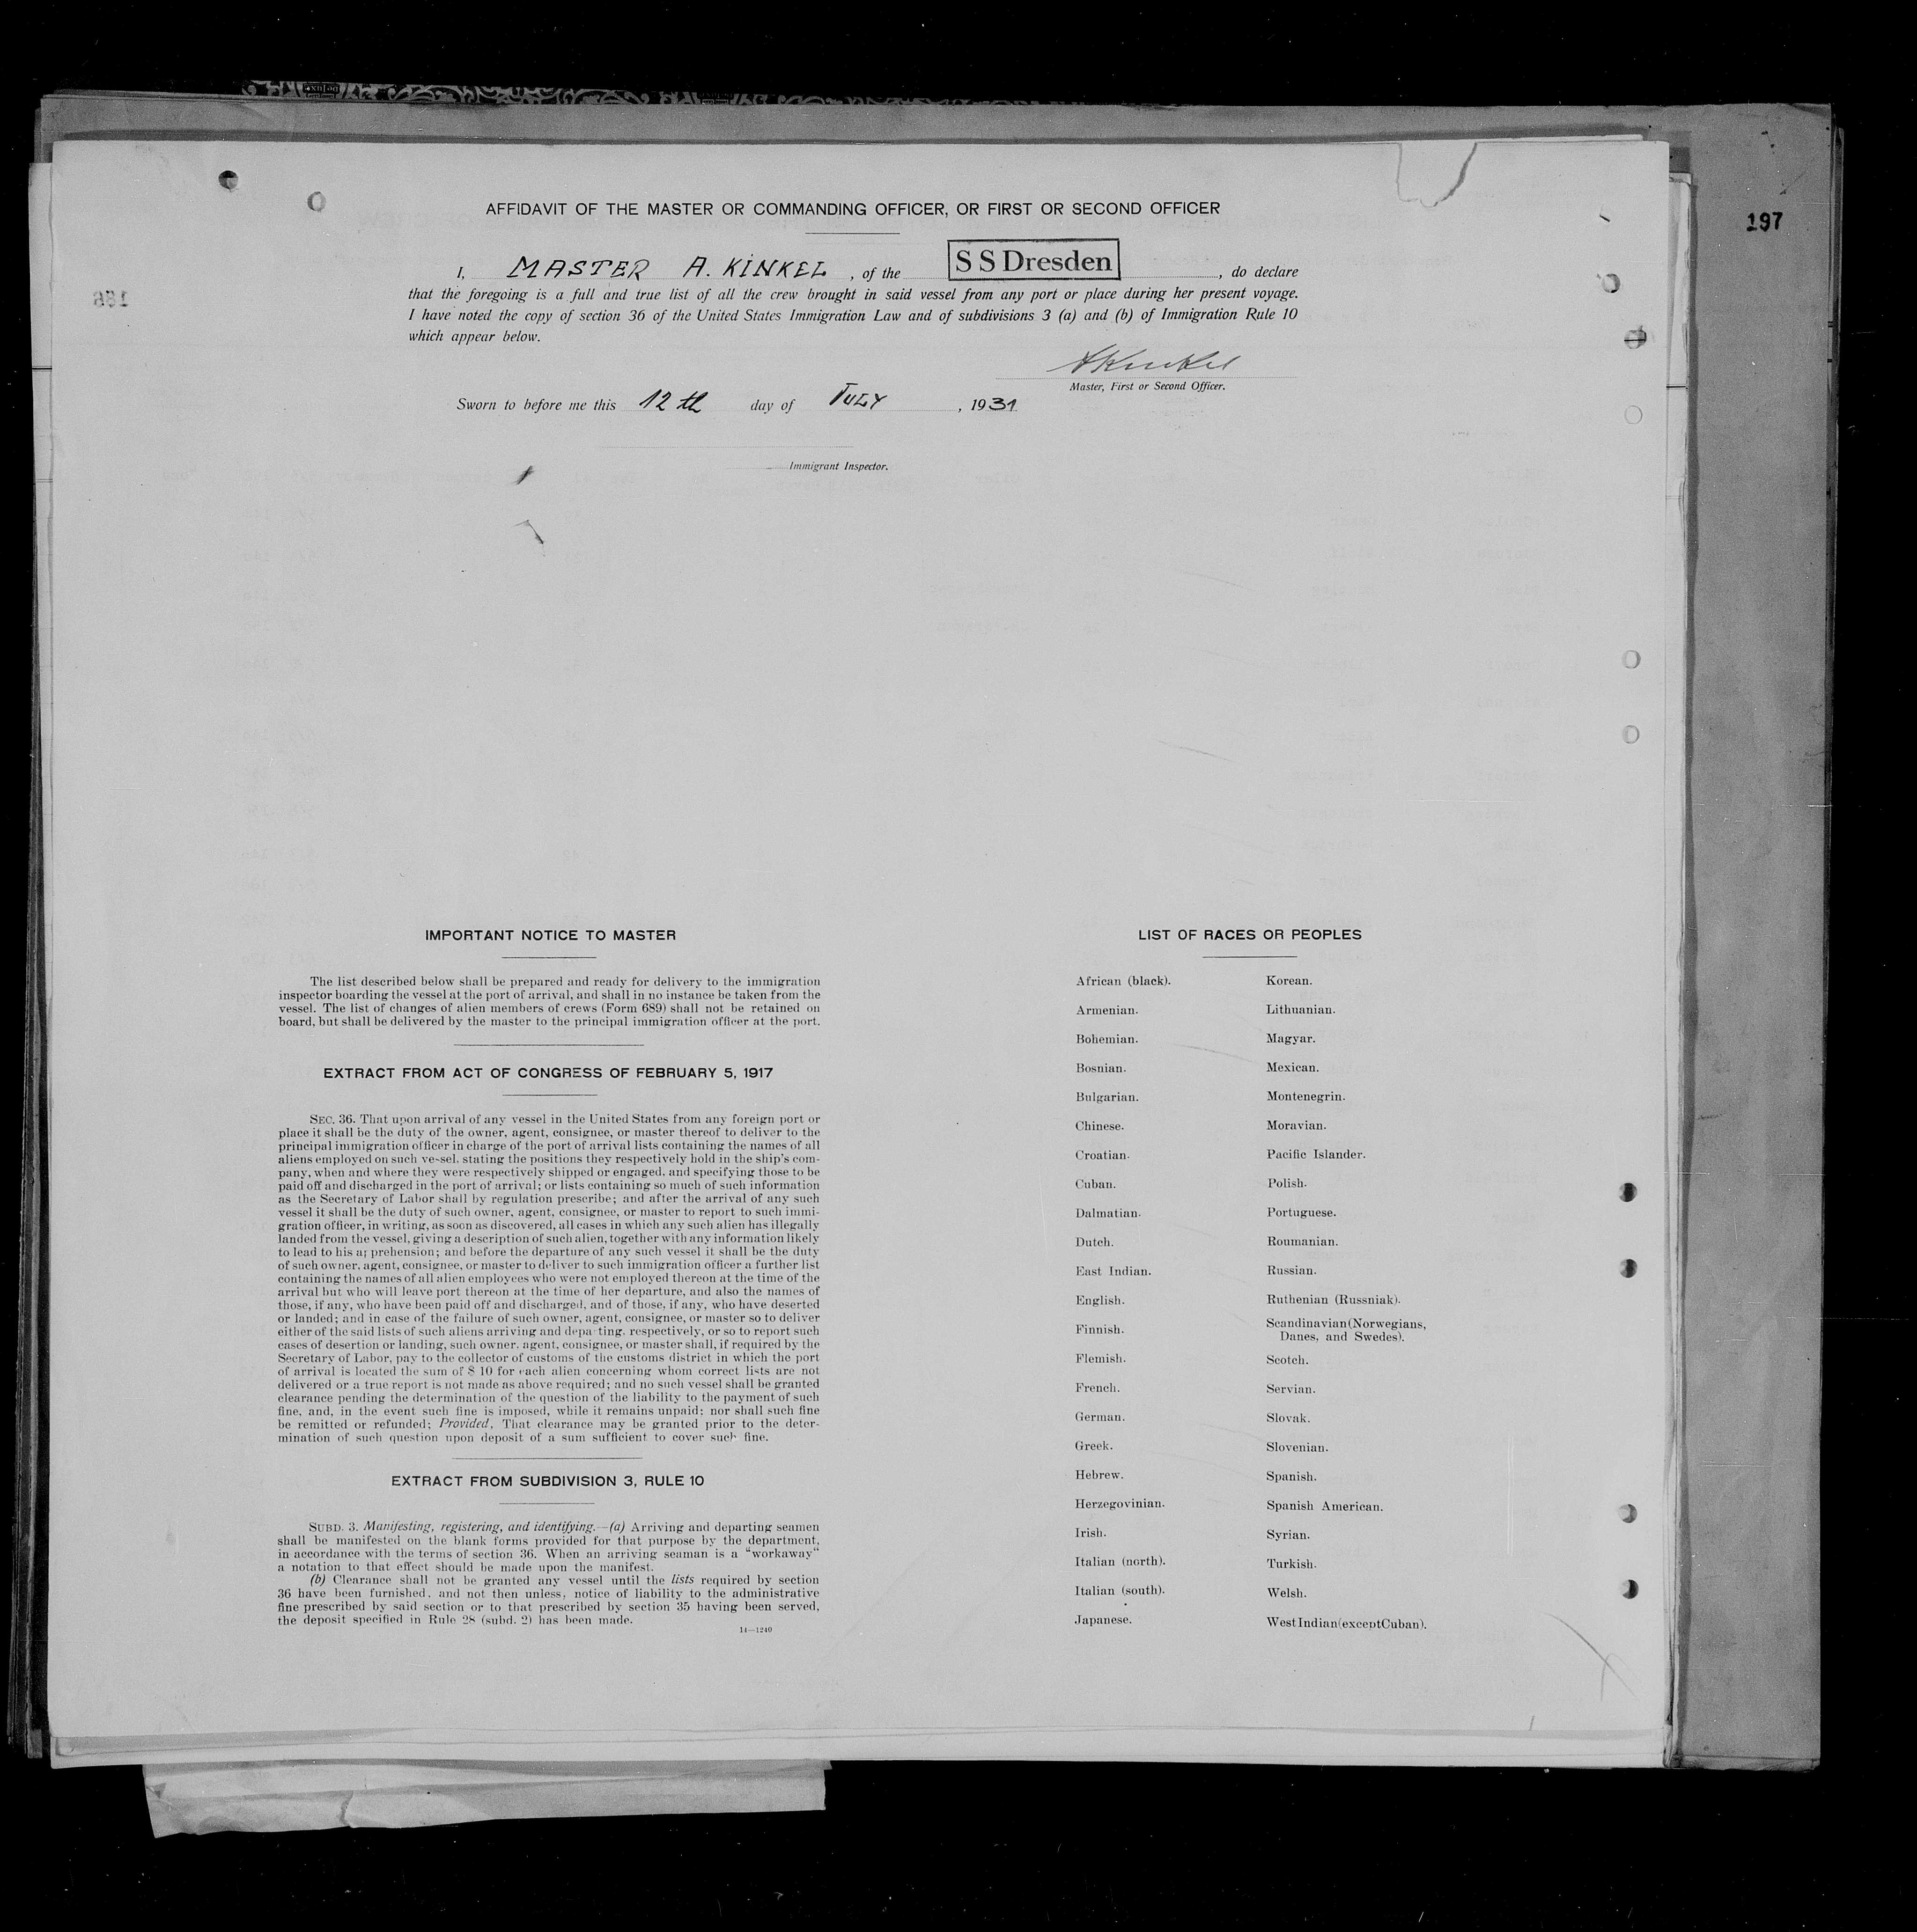 197
AFFIDAVIT OF THE MASTER OR COMMANDING OFFICER, OR FIRST OR SECOND OFFICER
I, MASTER A. KINKEL, of the SS Dresden, do declare
that the foregoing is a full and true list of all the crew brought in said vessel from any port or place during her present voyage.
I have noted the copy of section 36 of the United States Immigration Law and of subdivisions 3 (a) and (b) of Immigration Rule 10
which appear below.
AKinkel
Master, First or Second Officer.
Sworn to before me this 12th day of JULY, 1931
Immigrant Inspector.
IMPORTANT NOTICE TO MASTER
The list described below shall be prepared and ready for delivery to the immigration
inspector boarding the vessel at the port of arrival, and shall in no instance be taken from the
vessel. The list of changes of alien members of crews (Form 689) shall not be retained on
board, but shall be delivered by the master to the principal immigration officer at the port.
EXTRACT FROM ACT OF CONGRESS OF FEBRUARY 5, 1917
SEC. 36. That upon arrival of any vessel in the United States from any foreign port or
place it shall be the duty of the owner, agent, consignee, or master thereof to deliver to the
principal immigration officer in charge of the port of arrival lists containing the names of all
aliens employed on such vessel. stating the positions they respectively hold in the ship's com-
pany, when and where they were respectively shipped or engaged. and specifying those to be
paid off and discharged in the port of arrival; or lists containing so much of such information
as the Secretary of Labor shall by regulation prescribe; and after the arrival of any such
vessel it shall be the duty of such owner, agent, consignee, or master to report to such immi-
gration officer, in writing, as soon as discovered, all cases in which any such alien has illegally
landed from the vessel, giving a description of such alien, together with any information likely
to lead to his apprehension; and before the departure of any such vessel it shall be the duty
of such owner, agent, consignee, or master to deliver to such immigration officer a further list
containing the names of all alien employees who were not employed thereon at the time of the
arrival but who will leave port thereon at the time of her departure, and also the names of
those, if any, who have been paid off and discharged, and of those, if any, who have deserted
or landed; and in case of the failure of such owner, agent, consignee, or master so to deliver
either of the said lists of such aliens arriving and departing. respectively, or so to report such
cases of desertion or landing, such owner. agent, consignee, or master shall, if required by the
Secretary of Labor, pay to the collector of customs of the customs district in which the port
of arrival is located the sum of $ 10 for each alien concerning whom correct lists are not
delivered or a true report is not made as above required; and no such vessel shall be granted
clearance pending the determination of the question of the liability to the payment of such
fine, and, in the event such fine is imposed, while it remains unpaid; nor shall such fine
be remitted or refunded; Provided, That clearance may be granted prior to the deter-
mination of such question upon deposit of a sum sufficient to cover such fine.
EXTRACT FROM SUBDIVISION 3, RULE 10
SUBD. 3. Manifesting, registering, and identifying.—(a) Arriving and departing seamen
shall be manifested on the blank forms provided for that purpose by the department,
in accordance with the terms of section 36. When an arriving seaman is a “workaway“
a notation to that effect should be made upon the manifest.
(b) Clearance shall not be granted any vessel until the lists required by section
36 have been furnished, and not then unless, notice of liability to the administrative
fine prescribed by said section or to that prescribed by section 35 having been served,
the deposit specified in Rule 28 (subd. 2) has been made.
14—1240
LIST OF RACES OR PEOPLES
African (black).
Armenian.
Bohemian.
Bosnian.
Bulgarian.
Chinese.
Croatian.
Cuban.
Dalmatian.
Dutch.
East Indian.
English.
Finnish.
Flemish.
French.
German.
Greek.
Hebrew.
Herzegovinian.
Irish.
Italian (north).
Italian (south).
Japanese.
Korean.
Lithuanian.
Magyar.
Mexican.
Montenegrin.
Moravian.
Pacific Islander.
Polish.
Portuguese.
Roumanian.
Russian.
Ruthenian (Russniak).
Scandinavian (Norwegians,
Danes, and Swedes).
Scotch.
Servian.
Slovak.
Slovenian.
Spanish.
Spanish American.
Syrian.
Turkish.
Welsh.
West Indian (except Cuban).